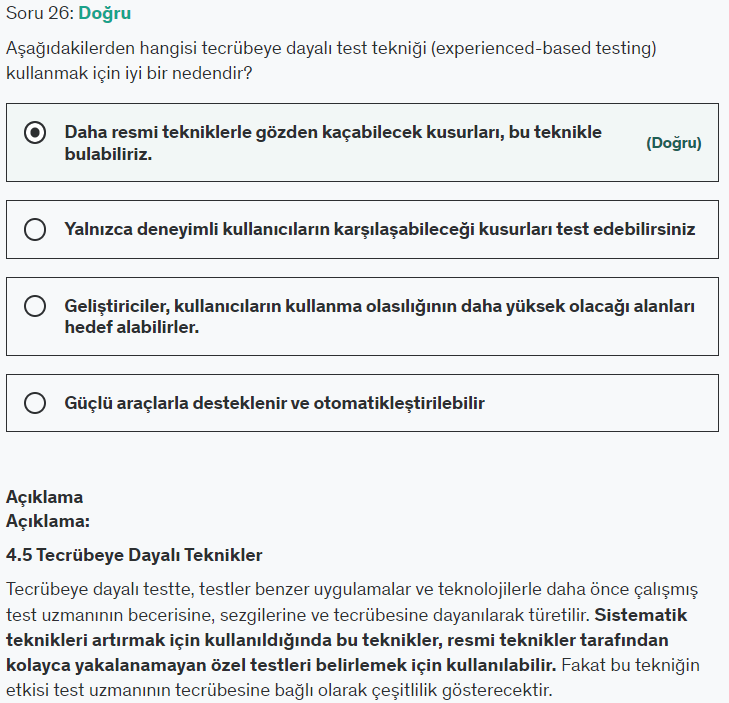 Soru 26: Doğru
Aşağıdakilerden hangisi tecrübeye dayalı test tekniği (experienced-based testing)
kullanmak için iyi bir nedendir?
Daha resmi tekniklerle gözden kaçabilecek kusurları, bu teknikle
bulabiliriz.
(Doğru)
Yalnızca deneyimli kullanıcıların karşılaşabileceği kusurları test edebilirsiniz
Geliştiriciler, kullanıcıların kullanma olasılığının daha yüksek olacağı alanları
hedef alabilirler.
Güçlü araçlarla desteklenir ve otomatikleştirilebilir
Açıklama
Açıklama:
4.5 Tecrübeye Dayalı Teknikler
Tecrübeye dayalı testte, testler benzer uygulamalar ve teknolojilerle daha önce çalışmış
test uzmanının becerisine, sezgilerine ve tecrübesine dayanılarak türetilir. Sistematik
teknikleri artırmak için kullanıldığında bu teknikler, resmi teknikler tarafından
kolayca yakalanamayan özel testleri belirlemek için kullanılabilir. Fakat bu tekniğin
etkisi test uzmanının tecrübesine bağlı olarak çeşitlilik gösterecektir.